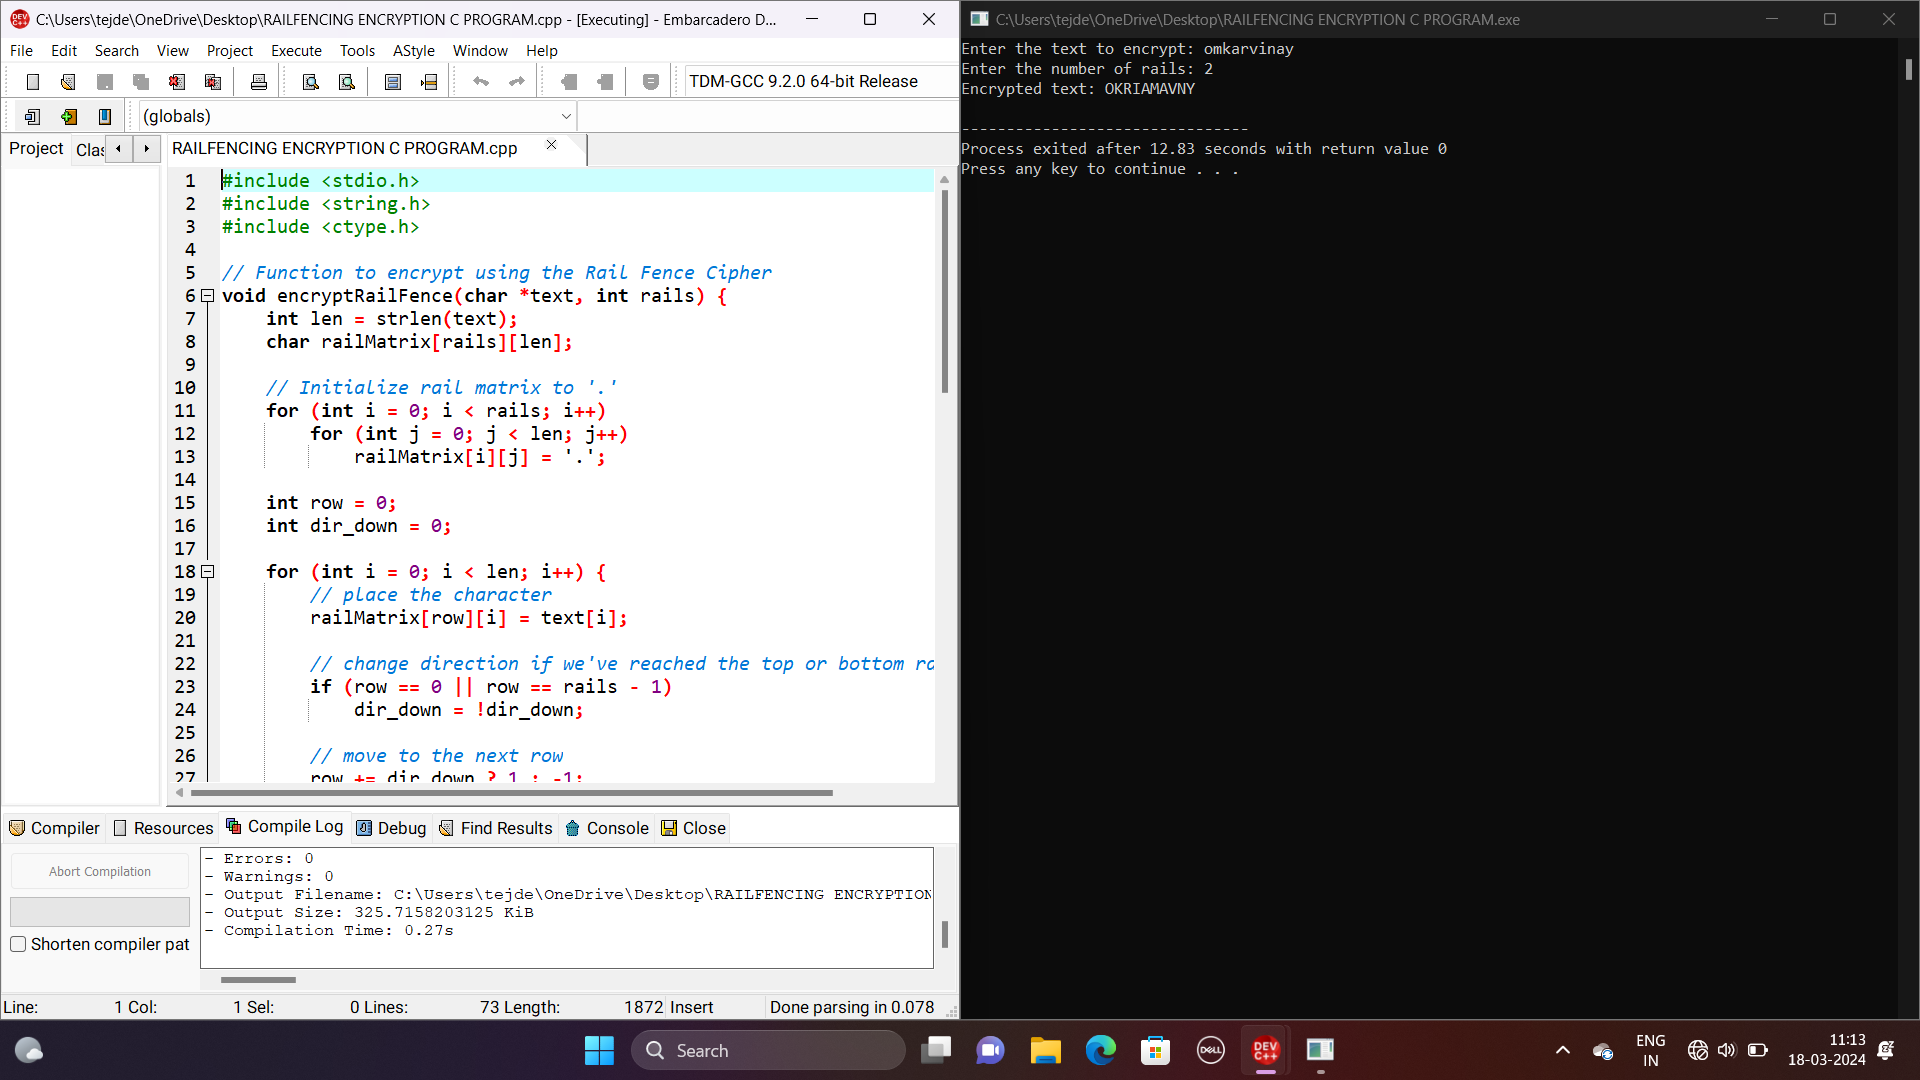 C:\Users\tejde\OneDrive\Desktop\RAILFENCING ENCRYPTION C PROGRAM.cpp - [Executing] - Embarcadero D...
File Edit Search View Project Execute Tools AStyle Window Help
TDM-GCC 9.2.0 64-bit Release
(globals)
Project Clas RAILFENCING ENCRYPTION C PROGRAM.cpp
1 #include <stdio.h>
2 #include <string.h>
3 #include <ctype.h>
4
5 // Function to encrypt using the Rail Fence Cipher
6 void encryptRailFence(char *text, int rails) {
7 int len = strlen(text);
8 char railMatrix[rails][len];
9
10 // Initialize rail matrix to '.'
11 for (int i = 0; i < rails; i++)
12 for (int j = 0; j < len; j++)
13 railMatrix[i][j] = '.';
14
15 int row = 0;
16 int dir_down = 0;
17
18 for (int i = 0; i < len; i++) {
19 // place the character
20 railMatrix[row][i] = text[i];
21
22 // change direction if we've reached the top or bottom ra
23 if (row == 0 || row == rails - 1)
24 dir_down = !dir_down;
25
26 // move to the next row
27 row += dir_down ? 1 : -1;
Compiler Resources Compile Log Debug Find Results Console Close
Abort Compilation
Shorten compiler pat
- Errors: 0
- Warnings: 0
- Output Filename: C:\Users\tejde\OneDrive\Desktop\RAILFENCING ENCRYPTION
- Output Size: 325.7158203125 KiB
- Compilation Time: 0.27s
Line: 1 Col: 1 Sel: 0 Lines: 73 Length: 1872 Insert Done parsing in 0.078
C:\Users\tejde\OneDrive\Desktop\RAILFENCING ENCRYPTION C PROGRAM.exe
Enter the text to encrypt: omkarvinay
Enter the number of rails: 2
Encrypted text: OKRIAMAVNY
--------------------------------
Process exited after 12.83 seconds with return value 0
Press any key to continue . . .
Search
DELL
DEV C++
ENG
IN
11:13
18-03-2024